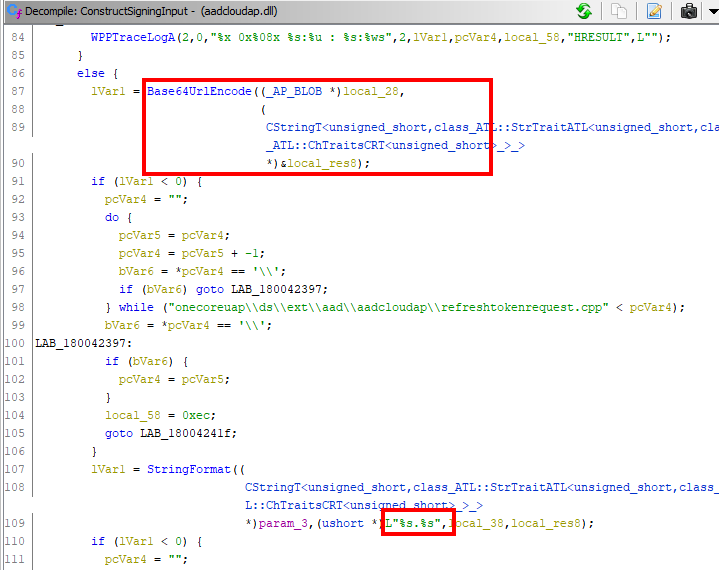 Decompile: ConstructSigningInput - (aadcloudap.dll)
84 WPPTraceLogA(2,0,"%x 0x%08x %s:%u : %s:%ws",2,lVar1,pcVar4,local_58,"HRESULT",L"");
85 }
86 else {
87 lVar1 = Base64UrlEncode((_AP_BLOB *)local_28,
88 (
89 CStringT<unsigned_short,class_ATL::StrTraitATL<unsigned_short,c
_ATL::ChTraitsCRT<unsigned_short>_>_>
90 *)&local_res8);
91 if (lVar1 < 0) {
92 pcVar4 = "";
93 do {
94 pcVar5 = pcVar4;
95 pcVar4 = pcVar5 + -1;
96 bVar6 = *pcVar4 == '\\';
97 if (bVar6) goto LAB_180042397;
98 } while ("onecoreuap\\ds\\ext\\aad\\aadcloudap\\refreshtokenrequest.cpp" < pcVar4);
99 bVar6 = *pcVar4 == '\\';
100 LAB_180042397:
101 if (bVar6) {
102 pcVar4 = pcVar5;
103 }
104 local_58 = 0xec;
105 goto LAB_18004241f;
106 }
107 lVar1 = StringFormat((
108 CStringT<unsigned_short,class_ATL::StrTraitATL<unsigned_short,class_A
L::ChTraitsCRT<unsigned_short>_>_>
109 *)param_3,(ushort *)L"%s.%s",local_38,local_res8);
110 if (lVar1 < 0) {
111 pcVar4 = "";